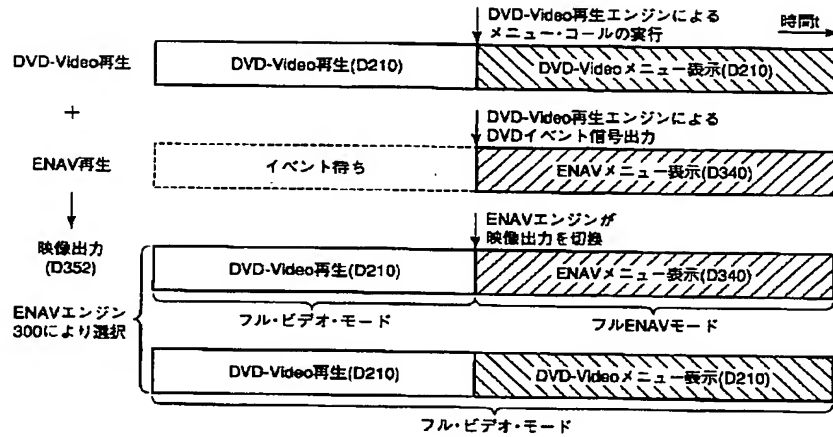 DVD-Video再生エンジンによる
メニュー・コールの実行
時間t
DVD-Video再生
DVD-Video再生(D210)
DVD-Videoメニュー表示(D210)
+
DVD-Video再生エンジンによる
DVDイベント信号出力
ENAV再生
イベント待ち
ENAVメニュー表示(D340)
ENAVエンジンが
映像出力を切換
映像出力
(D352)
DVD-Video再生(D210)
ENAVメニュー表示(D340)
ENAVエンジン
300により選択
フル・ビデオ・モード
フルENAVモード
DVD-Video再生(D210)
DVD-Videoメニュー表示(D210)
フル・ビデオ・モード